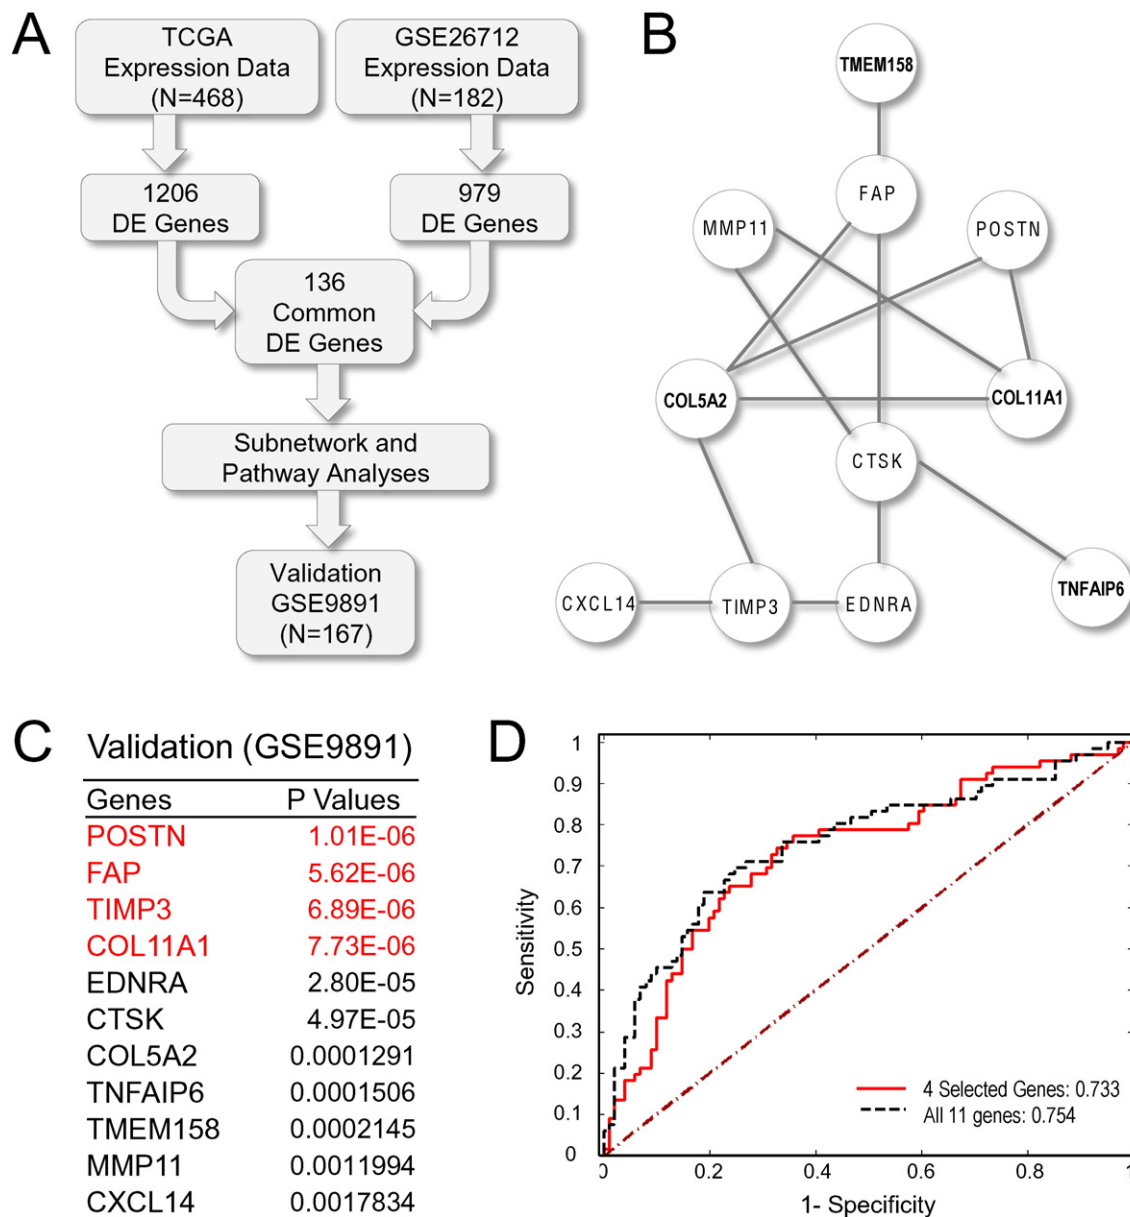 A
TCGA
Expression Data
(N=468)
GSE26712
Expression Data
(N=182)
1206
DE Genes
979
DE Genes
136
Common
DE Genes
Subnetwork and
Pathway Analyses
Validation
GSE9891
(N=167)
B
TMEM158
FAP
MMP11
POSTN
COL5A2
COL11A1
CTSK
CXCL14
TIMP3
EDNRA
TNFAIP6
C
Validation (GSE9891)
Genes P Values
POSTN 1.01E-06
FAP 5.62E-06
TIMP3 6.89E-06
COL11A1 7.73E-06
EDNRA 2.80E-05
CTSK 4.97E-05
COL5A2 0.0001291
TNFAIP6 0.0001506
TMEM158 0.0002145
MMP11 0.0011994
CXCL14 0.0017834
D
Sensitivity
1
0.9
0.8
0.7
0.6
0.5
0.4
0.3
0.2
0.1
0
0 0.2 0.4 0.6 0.8 1
1- Specificity
4 Selected Genes: 0.733
All 11 genes: 0.754